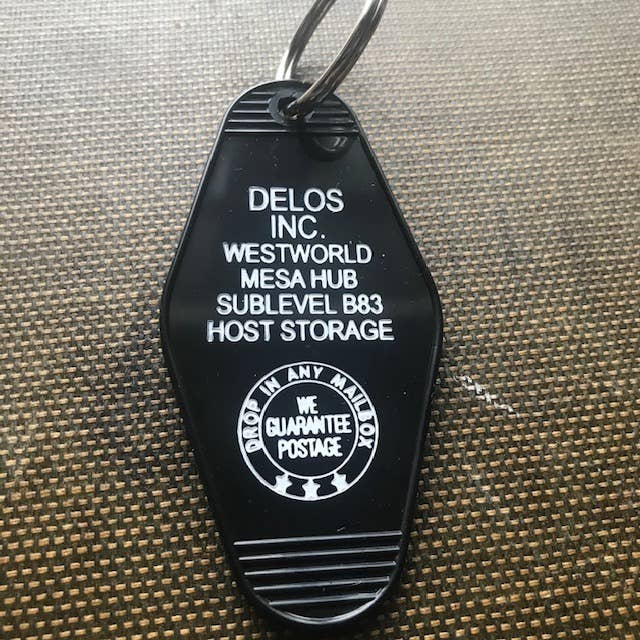 DELOS
INC.
WESTWORLD
MESA HUB
SUBLEVEL B83
HOST STORAGE
DROP IN ANY MAILBOX
WE
GUARANTEE
POSTAGE